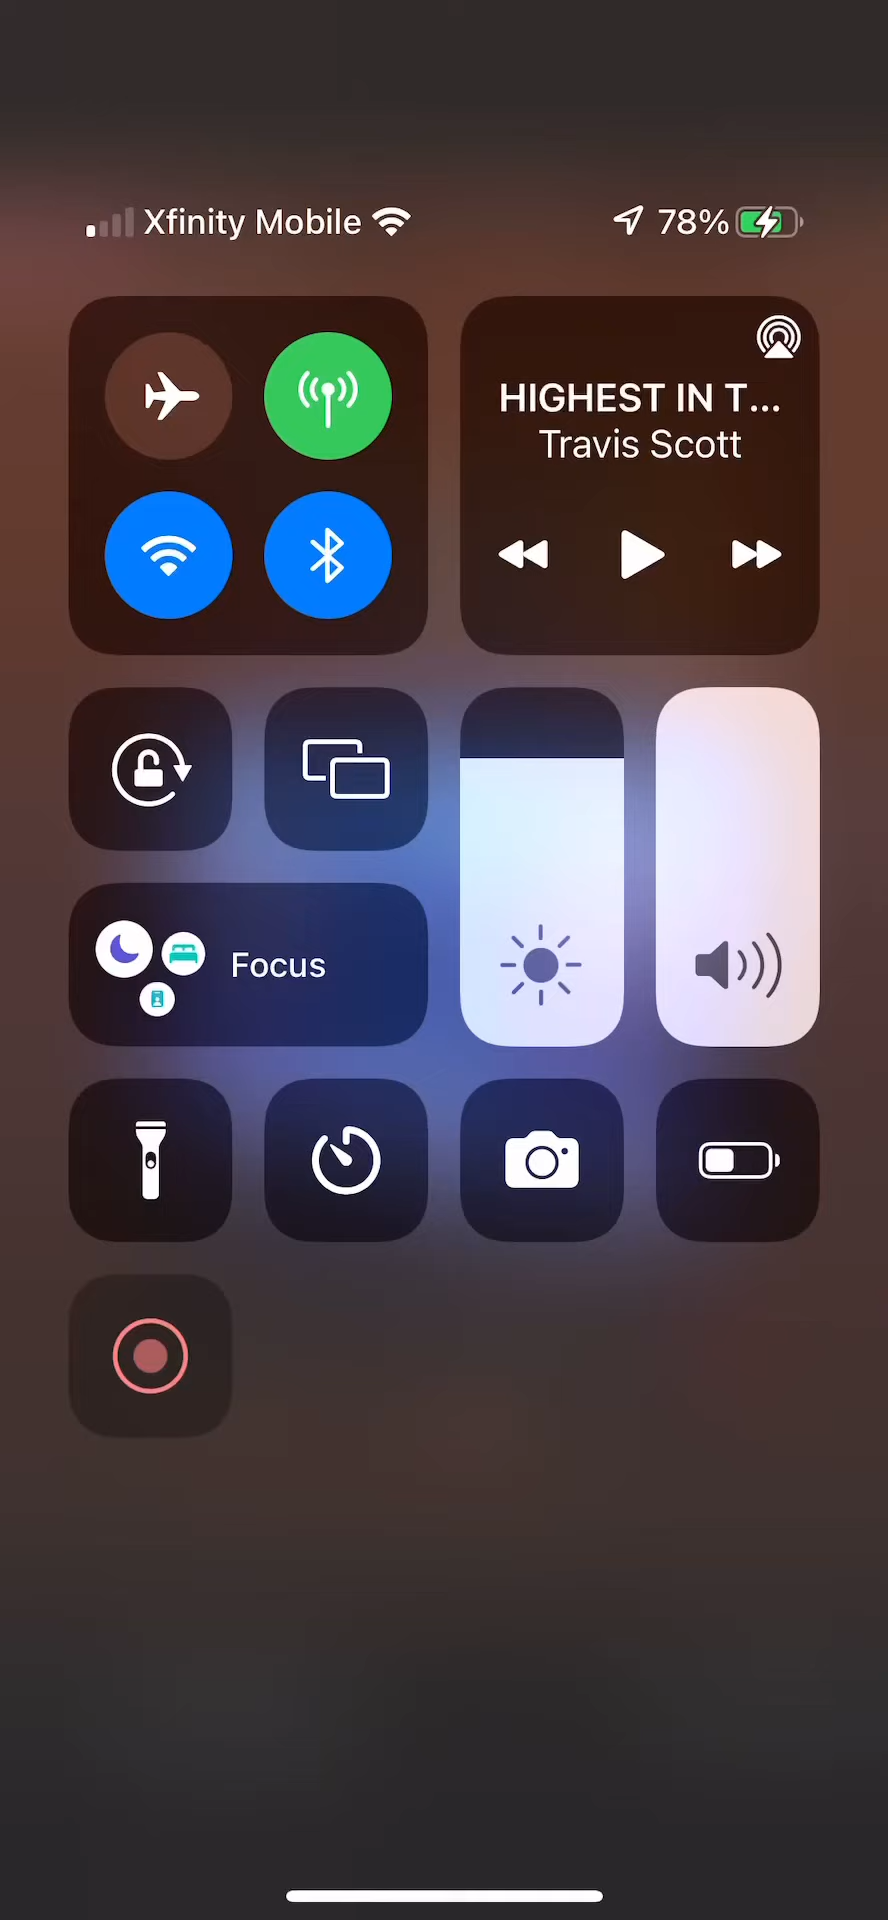 Xfinity Mobile
78%
HIGHEST IN T...
Travis Scott
Focus